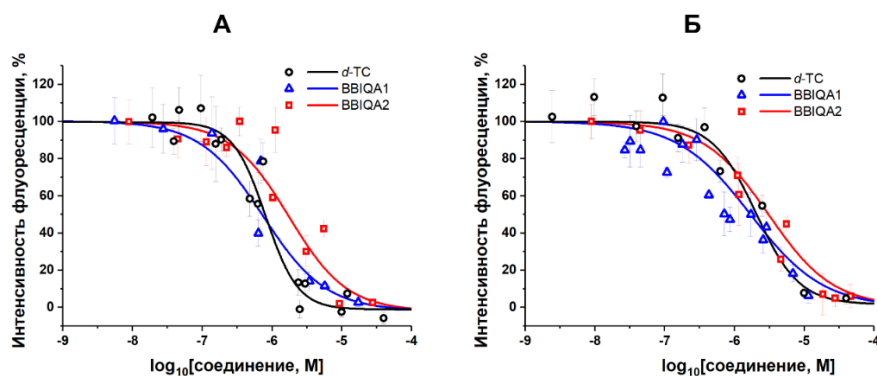 А
Интенсивность флуоресценции, %
120
100
80
60
40
20
0
-9
-8
-7
-6
-5
-4
log10[соединение, М]
d-TC
BBIQA1
BBIQA2
Б
Интенсивность флуоресценции, %
120
100
80
60
40
20
0
-9
-8
-7
-6
-5
-4
log10[соединение, М]
d-TC
BBIQA1
BBIQA2